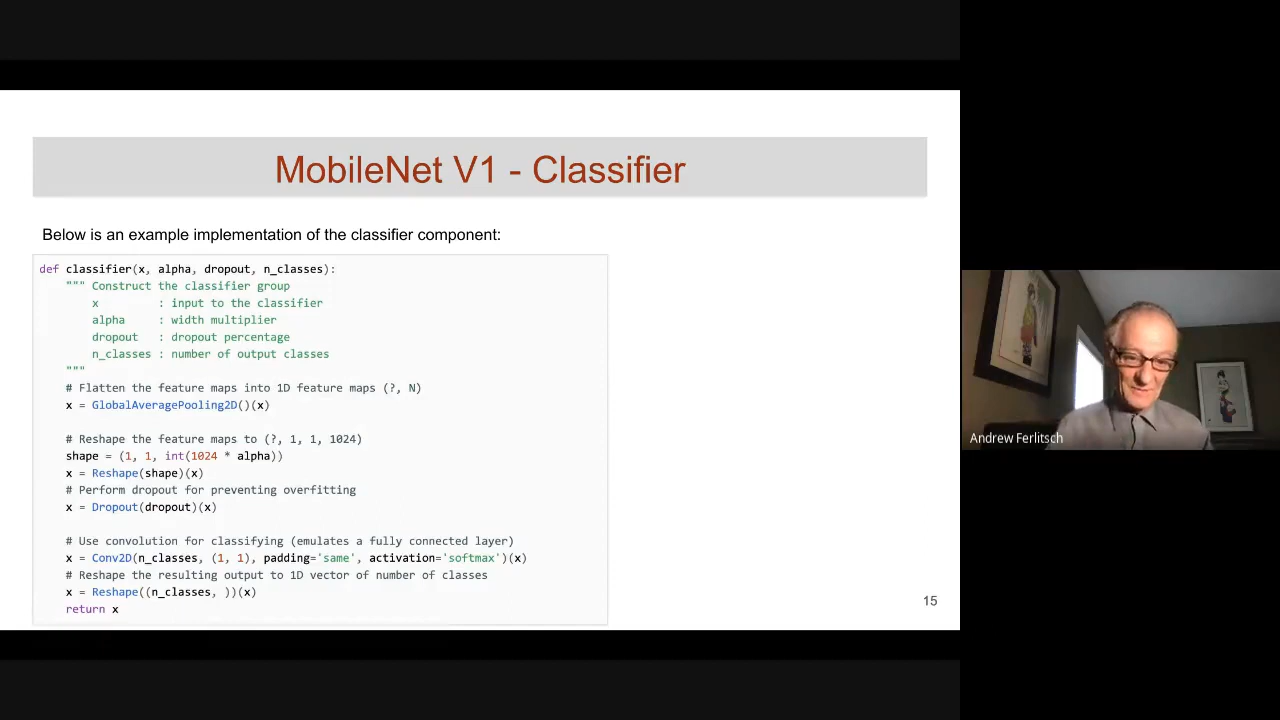 MobileNet V1 - Classifier
Below is an example implementation of the classifier component:
def classifier(x, alpha, dropout, n_classes):
    """ Construct the classifier group
        x         : input to the classifier
        alpha     : width multiplier
        dropout   : dropout percentage
        n_classes : number of output classes
    """
    # Flatten the feature maps into 1D feature maps (?, N)
    x = GlobalAveragePooling2D()(x)
    # Reshape the feature maps to (?, 1, 1, 1024)
    shape = (1, 1, int(1024 * alpha))
    x = Reshape(shape)(x)
    # Perform dropout for preventing overfitting
    x = Dropout(dropout)(x)
    # Use convolution for classifying (emulates a fully connected layer)
    x = Conv2D(n_classes, (1, 1), padding='same', activation='softmax')(x)
    # Reshape the resulting output to 1D vector of number of classes
    x = Reshape((n_classes, ))(x)
    return x
15
Andrew Ferlitsch